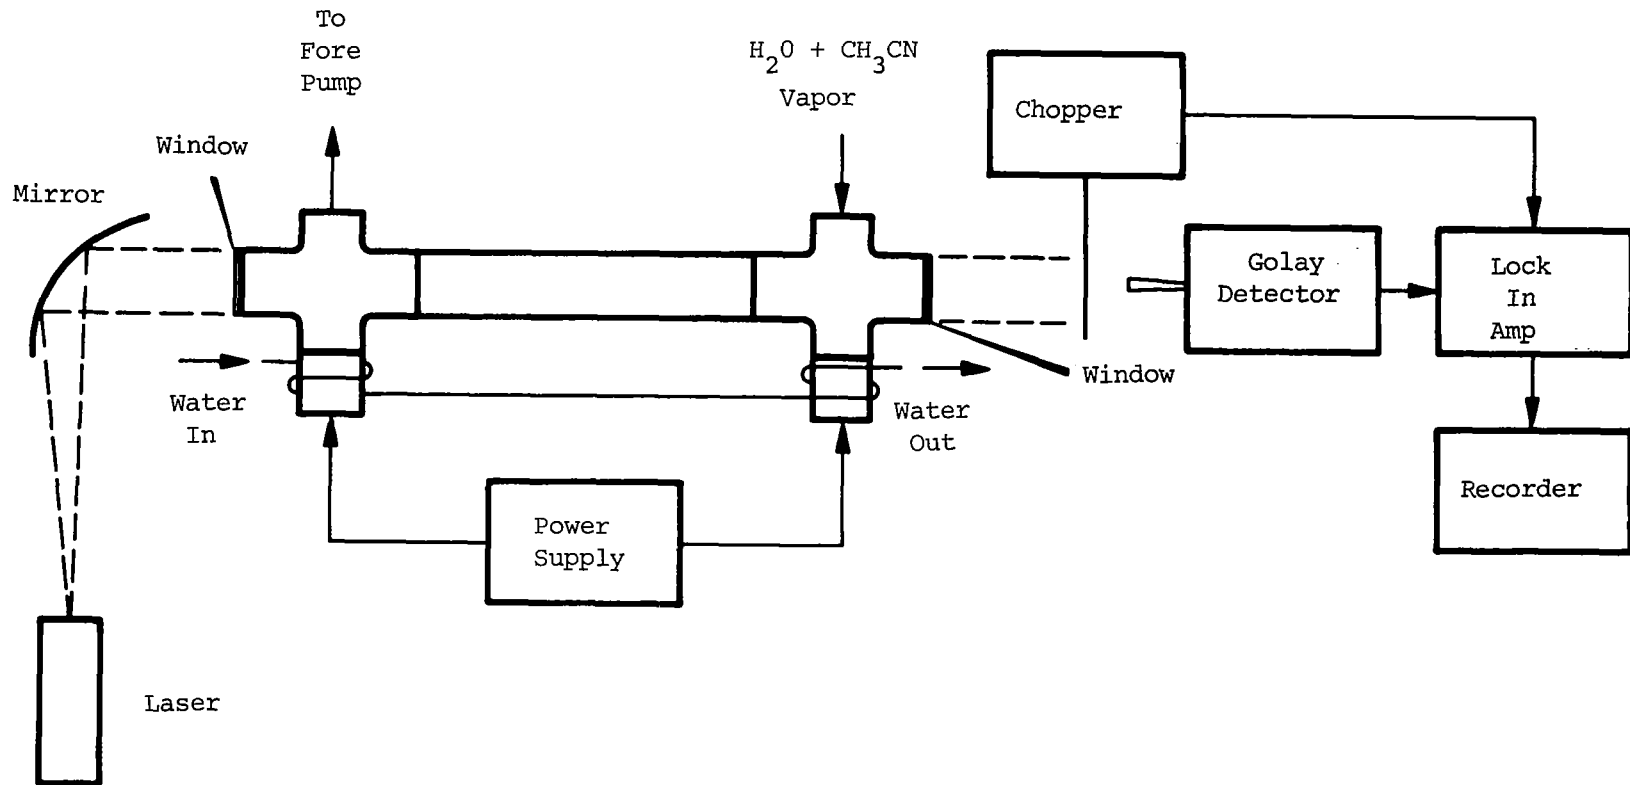 To
Fore
Pump
H2O + CH3CN
Vapor
Chopper
Window
Mirror
Golay
Detector
Lock
In
Amp
Window
Water
In
Water
Out
Recorder
Power
Supply
Laser